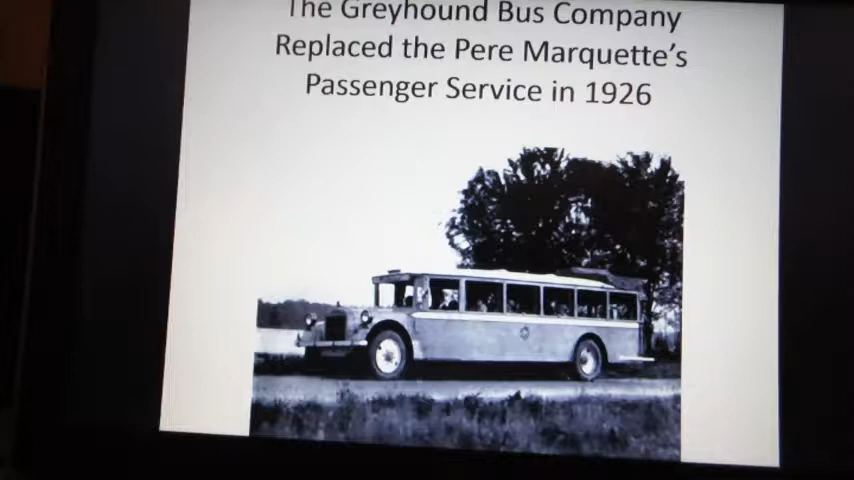 The Greyhound Bus Company
Replaced the Pere Marquette's
Passenger Service in 1926